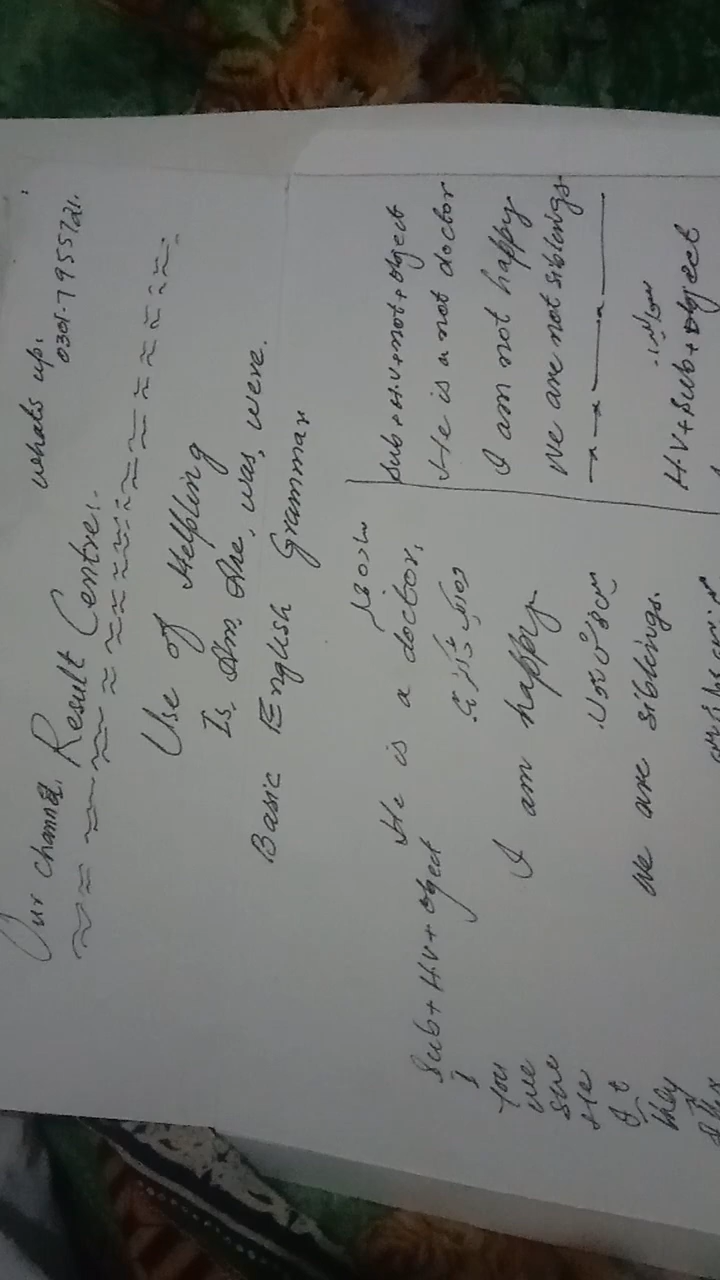 whats up:
0301-7955721.
Our channel. Result Centre:-
Use of Helping
Is, Am, Are, was, were.
Basic English Grammar
Sub + H.V + object
I
You
we
She
He
It
They
He is a doctor,
I am happy
we are siblings.
Sub + H.V + not + object
He is a not doctor
I am not happy
We are not siblings
H.V + Sub + object